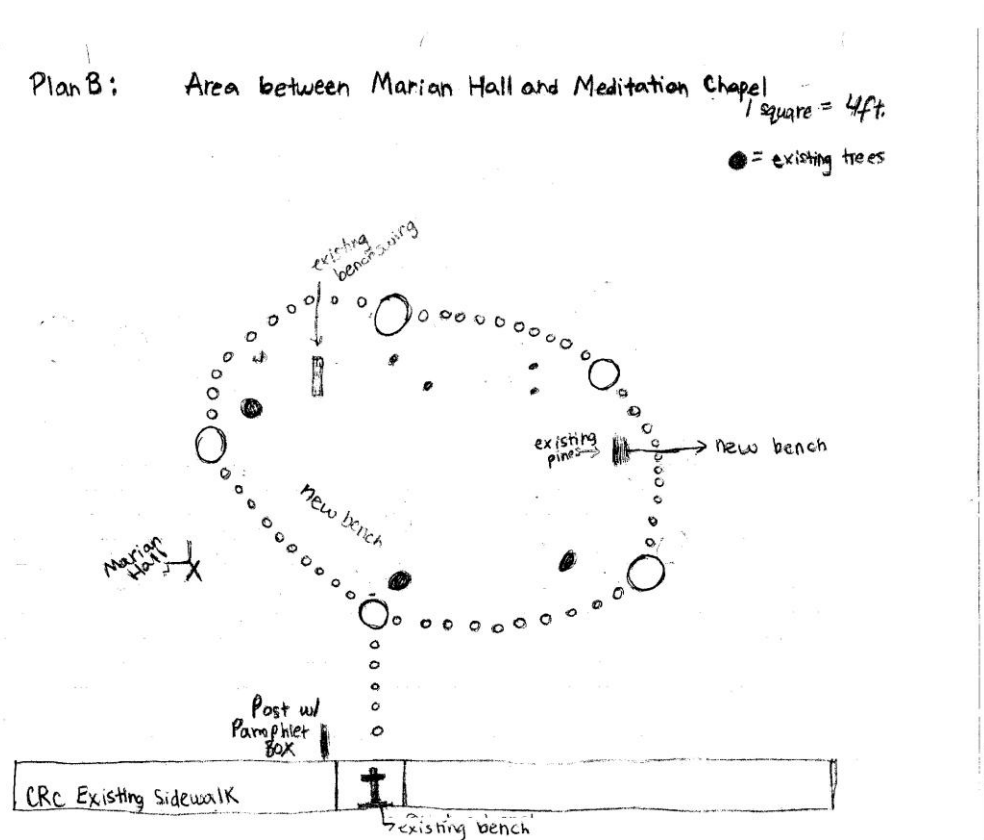 Plan B: Area between Marian Hall and Meditation Chapel
1 square = 4ft.
= existing trees
existing
bench swing
existing
pines
new bench
new bench
Marian
Hall
X
Post w/
Pamphlet
BOX
CRC Existing Sidewalk
existing bench